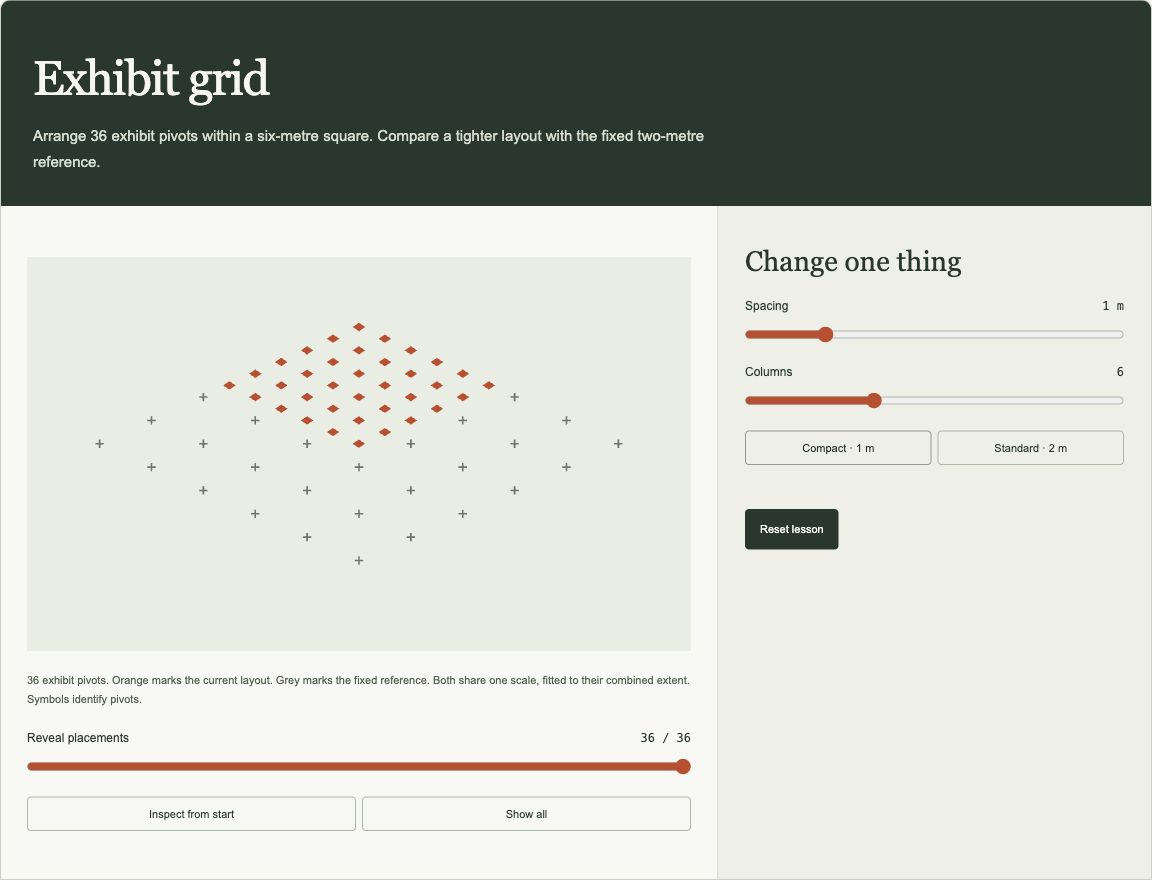 Exhibit grid
Arrange 36 exhibit pivots within a six-metre square. Compare a tighter layout with the fixed two-metre
reference.
Change one thing
Spacing 1 m
Columns 6
Compact · 1 m Standard · 2 m
Reset lesson
36 exhibit pivots. Orange marks the current layout. Grey marks the fixed reference. Both share one scale, fitted to their combined extent.
Symbols identify pivots.
Reveal placements 36 / 36
Inspect from start Show all